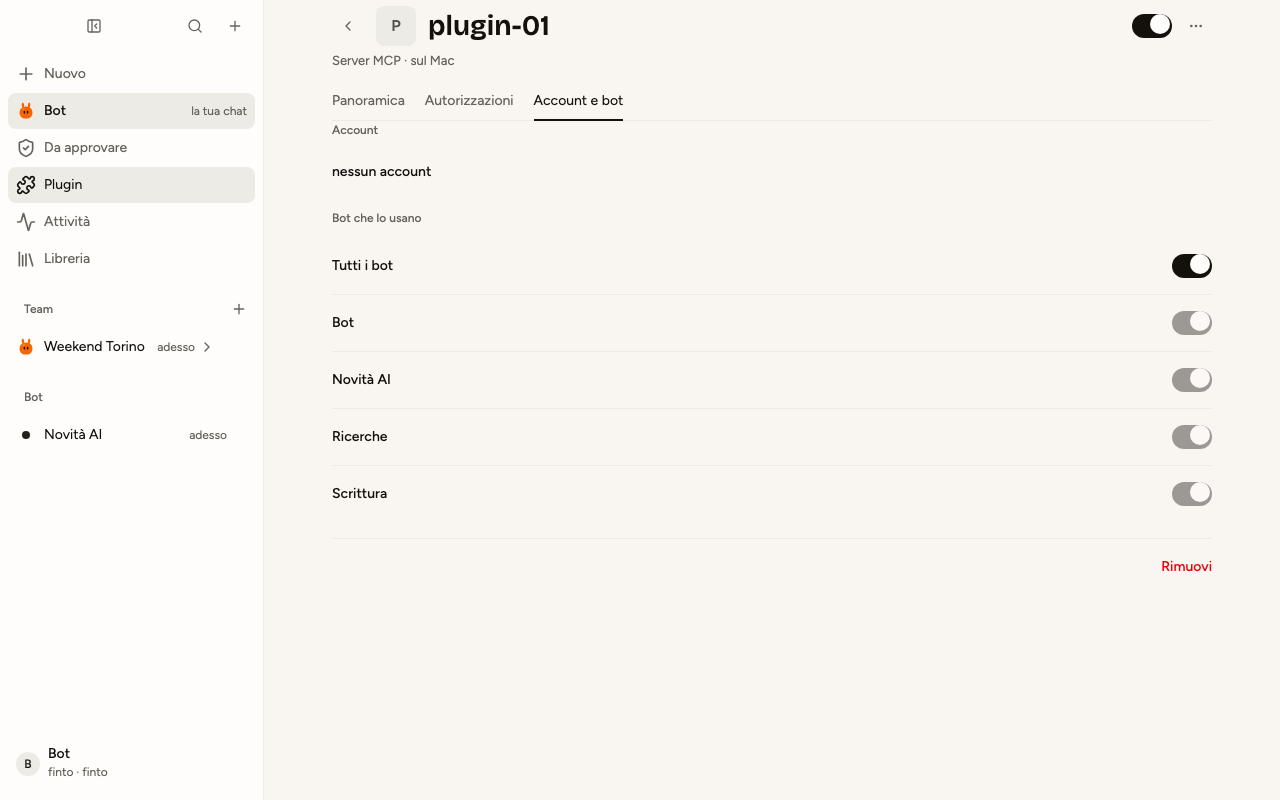 Nuovo
Bot la tua chat
Da approvare
Plugin
Attività
Libreria
Team
Weekend Torino adesso
Bot
Novità AI adesso
B
Bot
finto · finto
P
plugin-01
Server MCP · sul Mac
Panoramica Autorizzazioni Account e bot
Account
nessun account
Bot che lo usano
Tutti i bot
Bot
Novità AI
Ricerche
Scrittura
Rimuovi